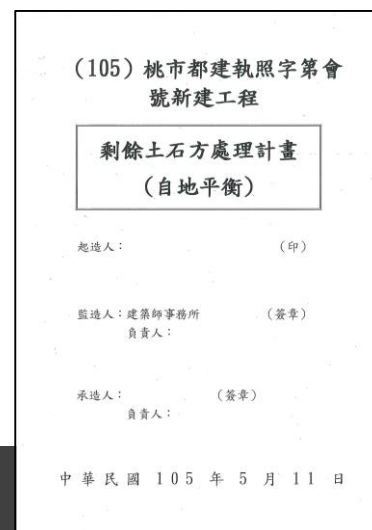 (105)桃市都建執照字第會
號新建工程
剩餘土石方處理計畫
(自地平衡)
起造人： (印)
監造人：建築師事務所 (簽章)
負責人：
承造人： (簽章)
負責人：
中華民國 105 年 5 月 11 日